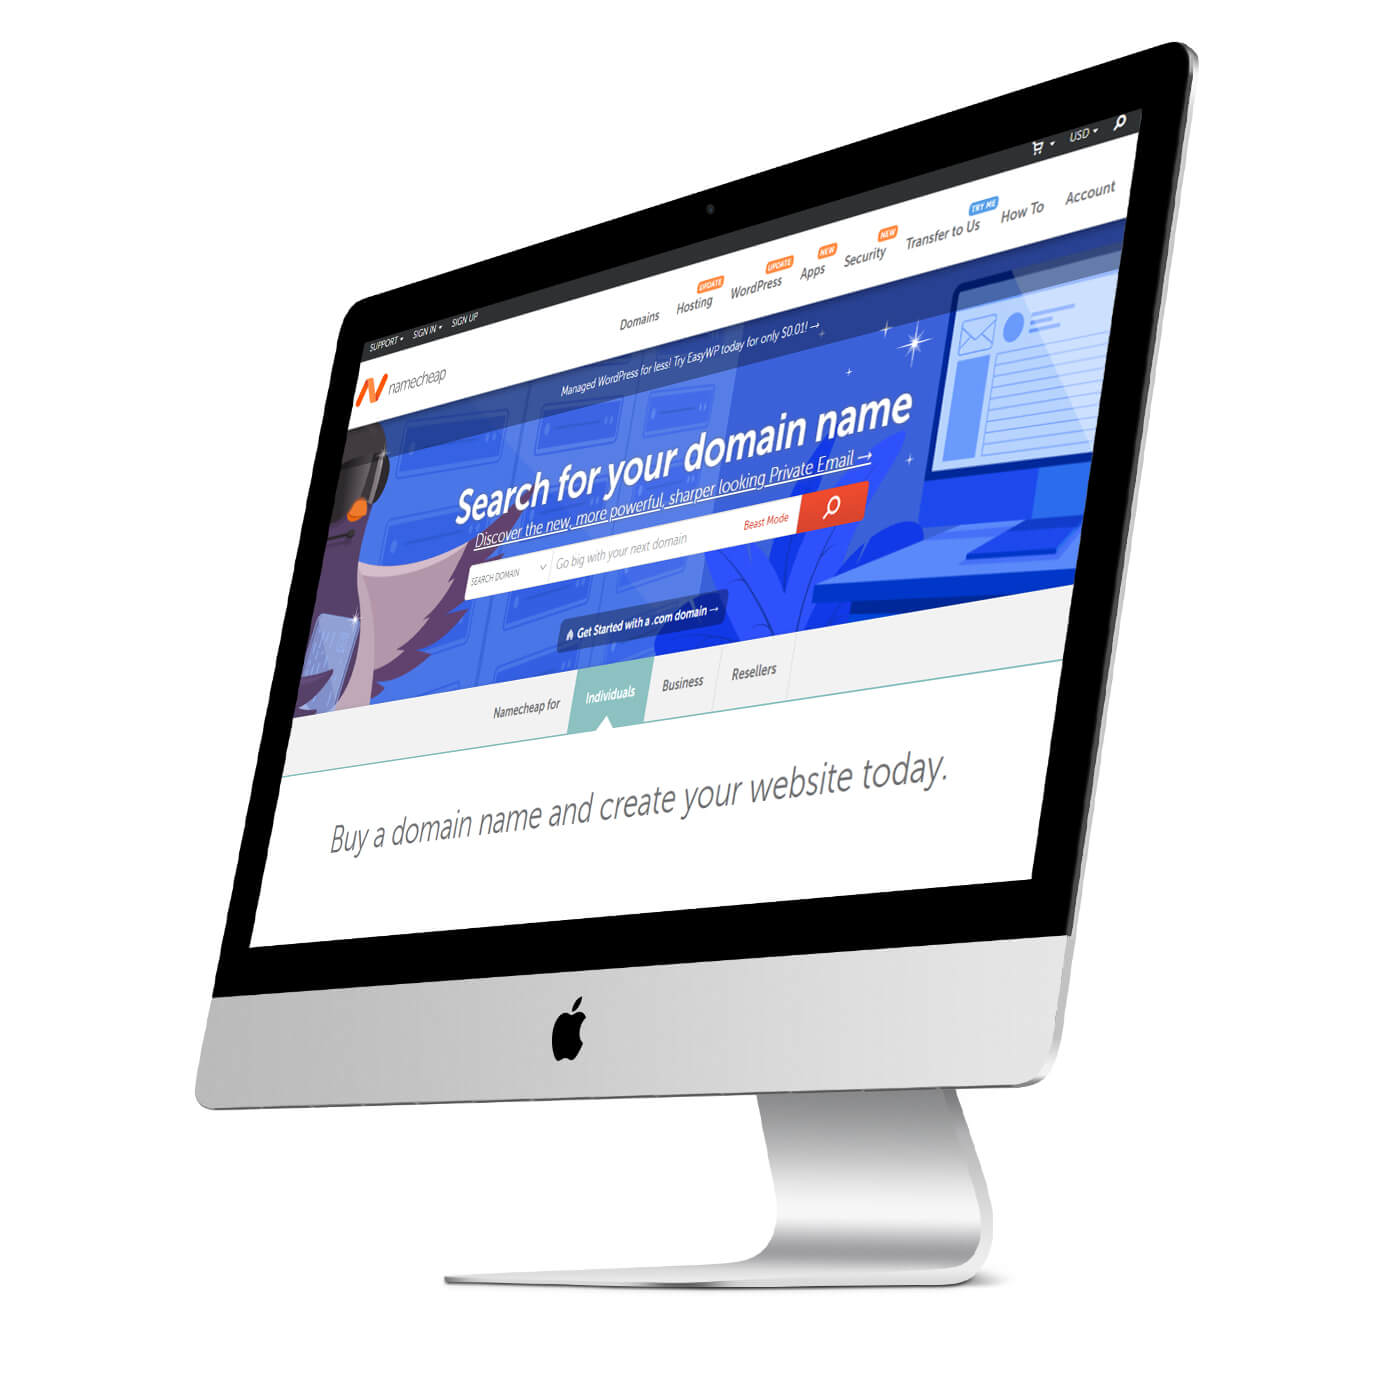 SUPPORT SIGN IN SIGN UP USD
namecheap
UPDATE UPDATE NEW NEW TRY ME
Domains Hosting WordPress Apps Security Transfer to Us How To Account
Managed WordPress for less! Try EasyWP today for only $0.01! →
Search for your domain name
Discover the new, more powerful, sharper looking Private Email →
SEARCH DOMAIN Go big with your next domain Beast Mode
Get Started with a .com domain →
Namecheap for Individuals Business Resellers
Buy a domain name and create your website today.